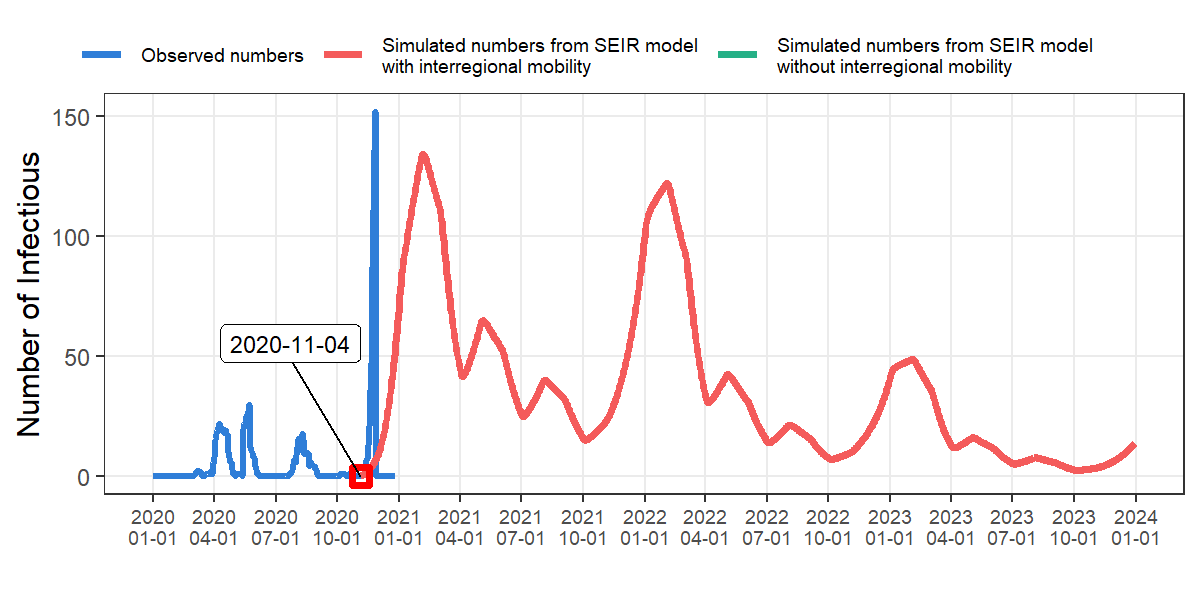 Observed numbers
Simulated numbers from SEIR model
with interregional mobility
Simulated numbers from SEIR model
without interregional mobility
Number of Infectious
150
100
50
0
2020-11-04
2020 2020 2020 2020 2021 2021 2021 2021 2022 2022 2022 2022 2023 2023 2023 2023 2024
01-01 04-01 07-01 10-01 01-01 04-01 07-01 10-01 01-01 04-01 07-01 10-01 01-01 04-01 07-01 10-01 01-01